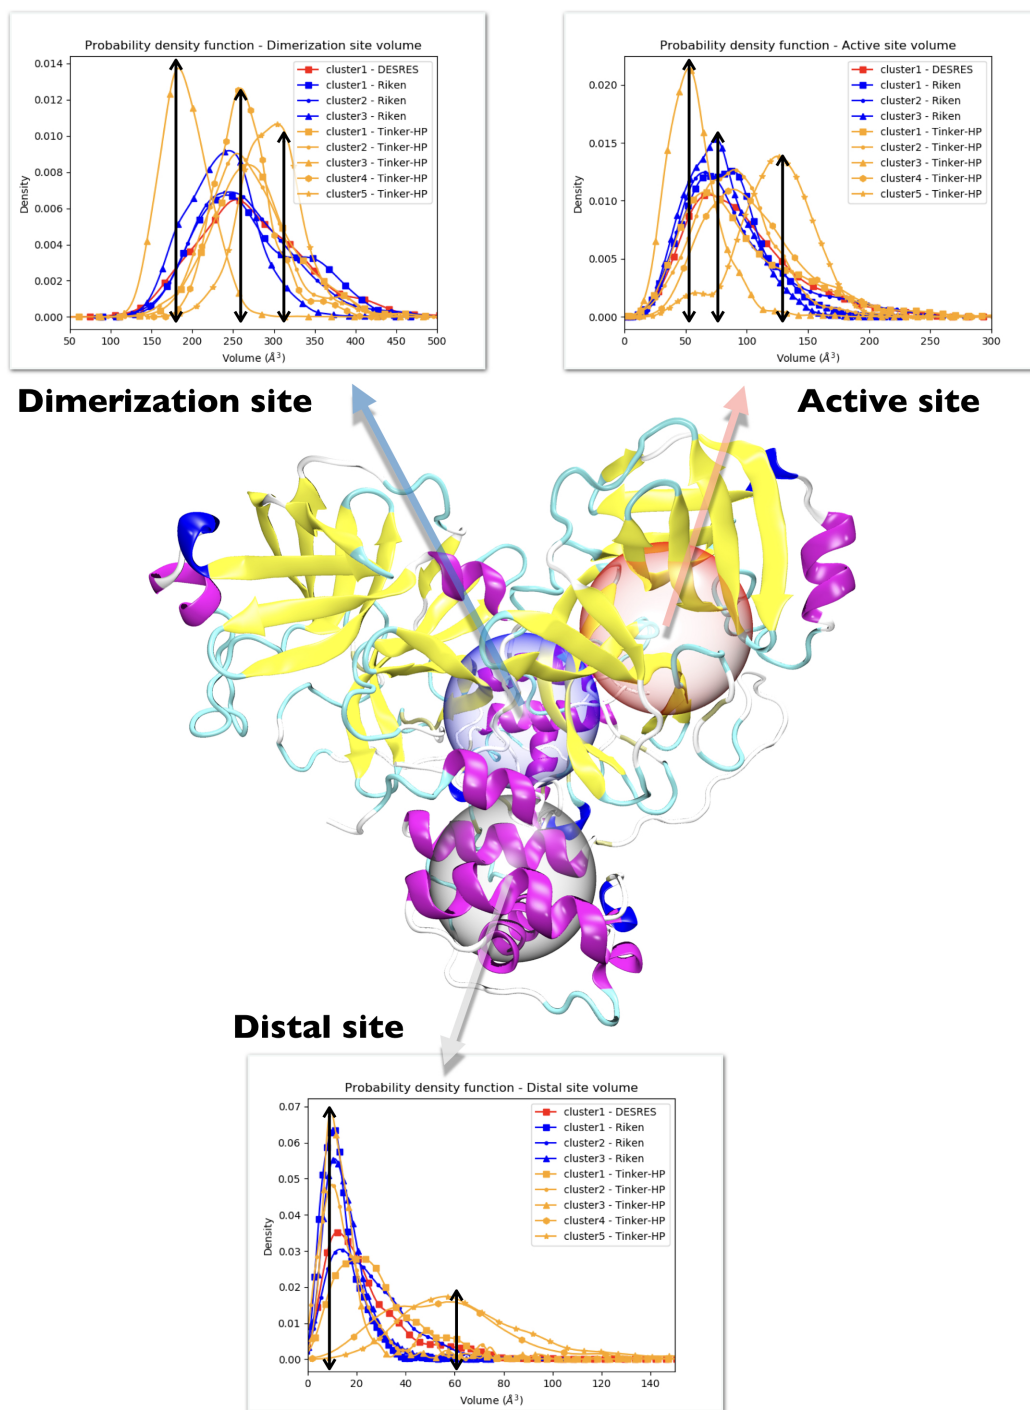 Probability density function - Dimerization site volume
0.014
0.012
0.010
0.008
0.006
0.004
0.002
0.000
Density
cluster1 - DESRES
cluster1 - Riken
cluster2 - Riken
cluster3 - Riken
cluster1 - Tinker-HP
cluster2 - Tinker-HP
cluster3 - Tinker-HP
cluster4 - Tinker-HP
cluster5 - Tinker-HP
50 100 150 200 250 300 350 400 450 500
Volume (Å³)
Probability density function - Active site volume
0.020
0.015
0.010
0.005
0.000
Density
cluster1 - DESRES
cluster1 - Riken
cluster2 - Riken
cluster3 - Riken
cluster1 - Tinker-HP
cluster2 - Tinker-HP
cluster3 - Tinker-HP
cluster4 - Tinker-HP
cluster5 - Tinker-HP
0 50 100 150 200 250 300
Volume (Å³)
Dimerization site
Active site
Distal site
Probability density function - Distal site volume
0.07
0.06
0.05
0.04
0.03
0.02
0.01
0.00
Density
cluster1 - DESRES
cluster1 - Riken
cluster2 - Riken
cluster3 - Riken
cluster1 - Tinker-HP
cluster2 - Tinker-HP
cluster3 - Tinker-HP
cluster4 - Tinker-HP
cluster5 - Tinker-HP
0 20 40 60 80 100 120 140
Volume (Å³)